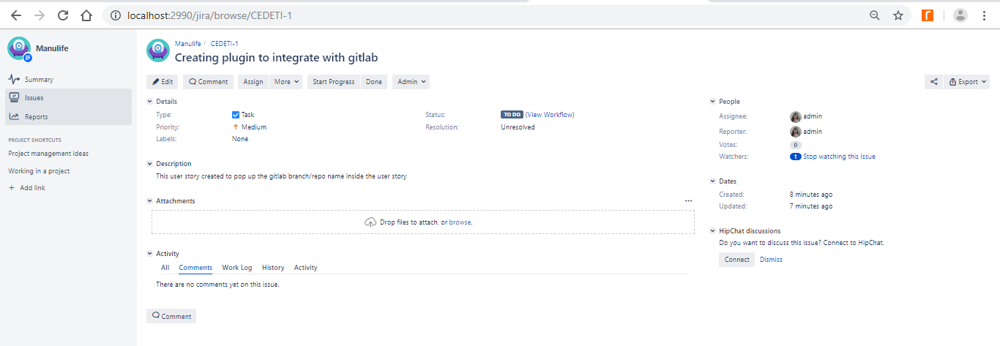 localhost:2990/jira/browse/CEDETI-1
Manulife
Summary
Issues
Reports
PROJECT SHORTCUTS
Project management ideas
Working in a project
+ Add link
Manulife / CEDETI-1
Creating plugin to integrate with gitlab
Edit Comment Assign More Start Progress Done Admin Export
Details
Type: Task Status: TO DO (View Workflow)
Priority: Medium Resolution: Unresolved
Labels: None
Description
This user story created to pop up the gitlab branch/repo name inside the user story
Attachments ...
Drop files to attach, or browse.
Activity
All Comments Work Log History Activity
There are no comments yet on this issue.
Comment
People
Assignee: admin
Reporter: admin
Votes: 0
Watchers: 1 Stop watching this issue
Dates
Created: 8 minutes ago
Updated: 7 minutes ago
HipChat discussions
Do you want to discuss this issue? Connect to HipChat.
Connect Dismiss